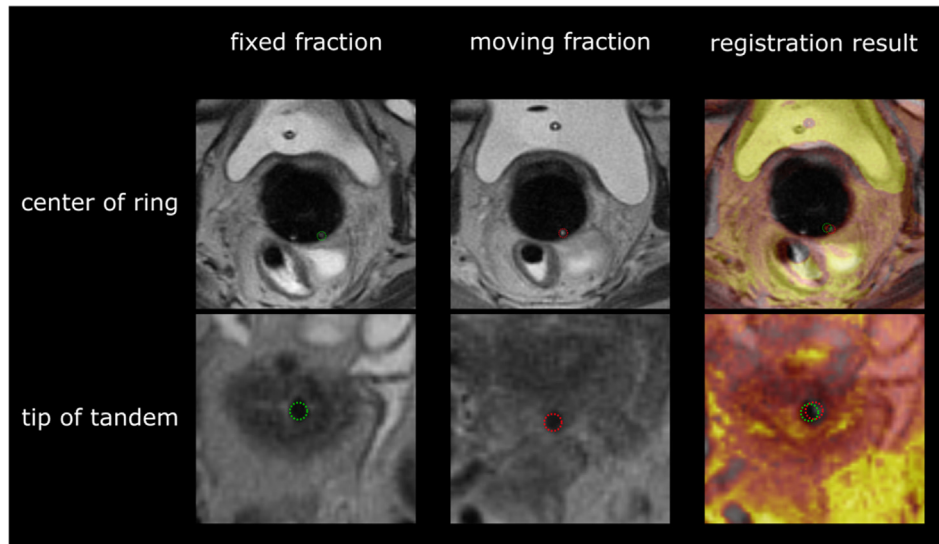 fixed fraction
moving fraction
registration result
center of ring
tip of tandem